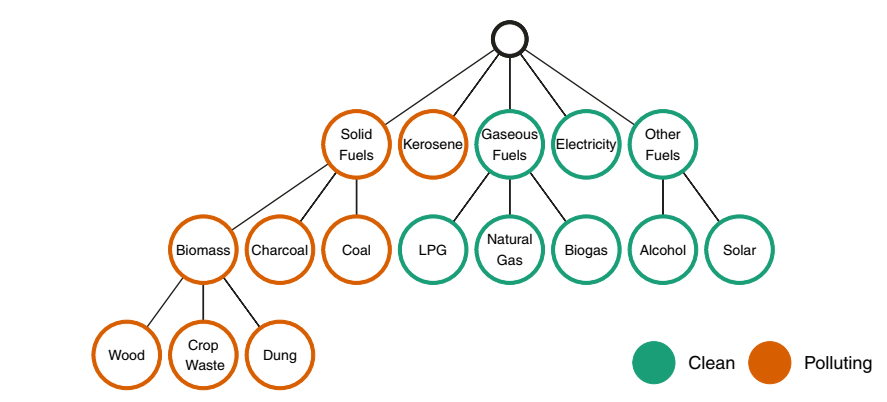 Solid
Fuels
Kerosene
Gaseous
Fuels
Electricity
Other
Fuels
Biomass
Charcoal
Coal
LPG
Natural
Gas
Biogas
Alcohol
Solar
Wood
Crop
Waste
Dung
Clean
Polluting